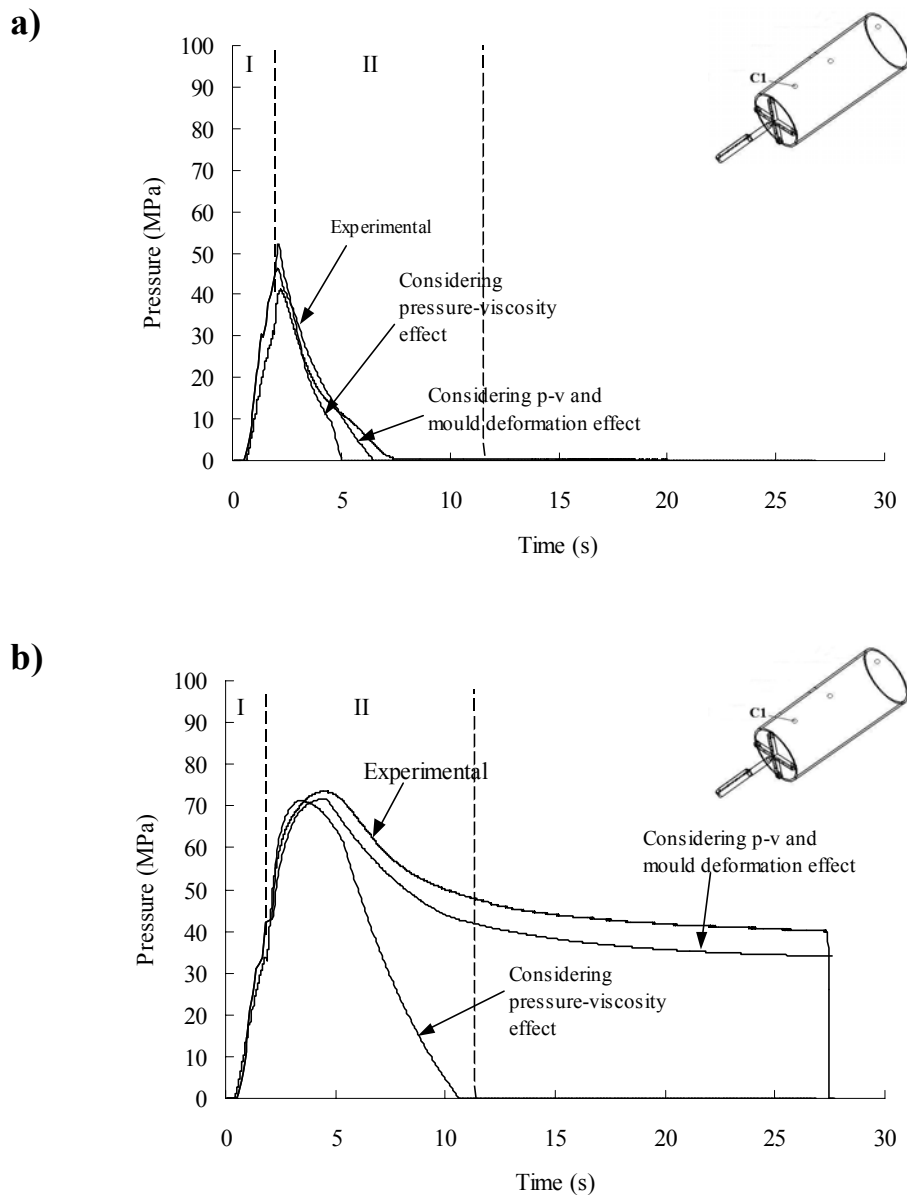 a)
I
II
C1
100
90
80
70
60
50
40
30
20
10
0
Pressure (MPa)
Experimental
Considering
pressure-viscosity
effect
Considering p-v and
mould deformation effect
0 5 10 15 20 25 30
Time (s)
b)
I
II
C1
100
90
80
70
60
50
40
30
20
10
0
Pressure (MPa)
Experimental
Considering p-v and
mould deformation effect
Considering
pressure-viscosity
effect
0 5 10 15 20 25 30
Time (s)